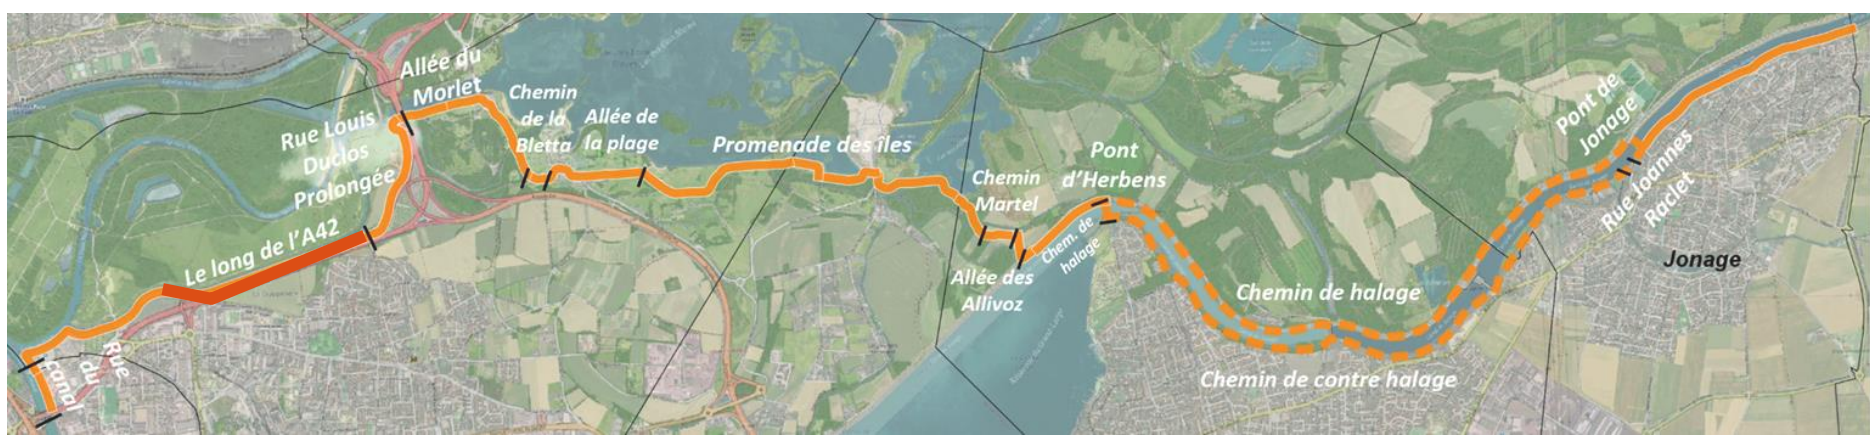 Allée du
Morlet
Rue Louis
Duclos
Prolongée
Le long de l'A42
Rue
du
Canal
Chemin
de la
Bletta
Allée de
la plage
Promenade des îles
Chemin
Martel
Allée des
Allivoz
Chem. de
halage
Pont
d'Herbens
Chemin de halage
Chemin de contre halage
Pont de
Jonage
Rue Joannes
Raclet
Jonage